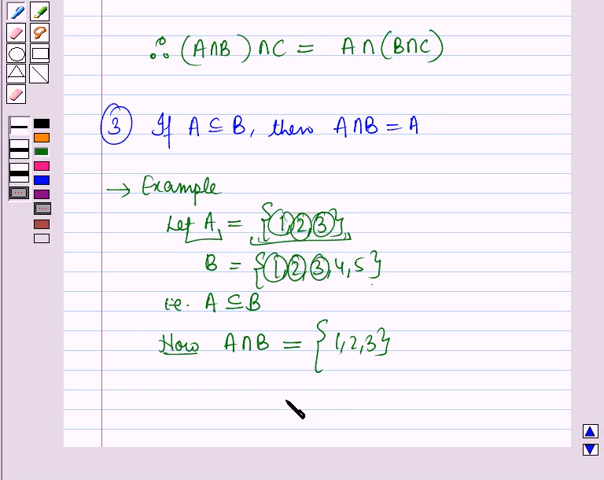 ∴ (A∩B)∩C = A∩(B∩C)
③ If A⊆B, then A∩B=A
→ Example
Let A = {1,2,3}
B = {1,2,3,4,5}
i.e. A⊆B
Now A∩B = {1,2,3}